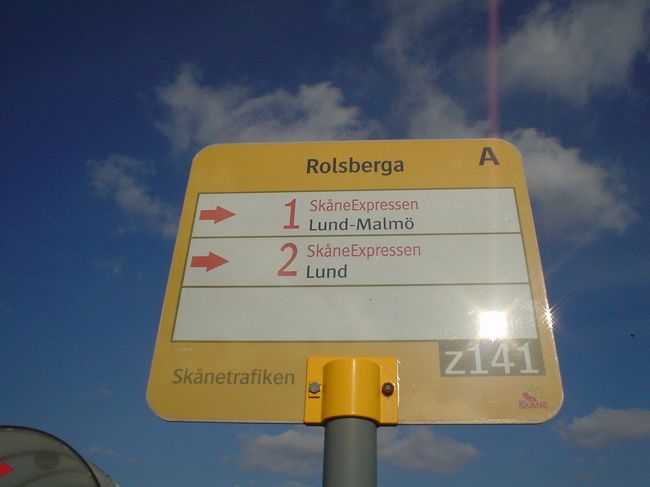 Rolsberga A
1 SkåneExpressen
Lund-Malmö
2 SkåneExpressen
Lund
z141
Skånetrafiken
SKÅNE